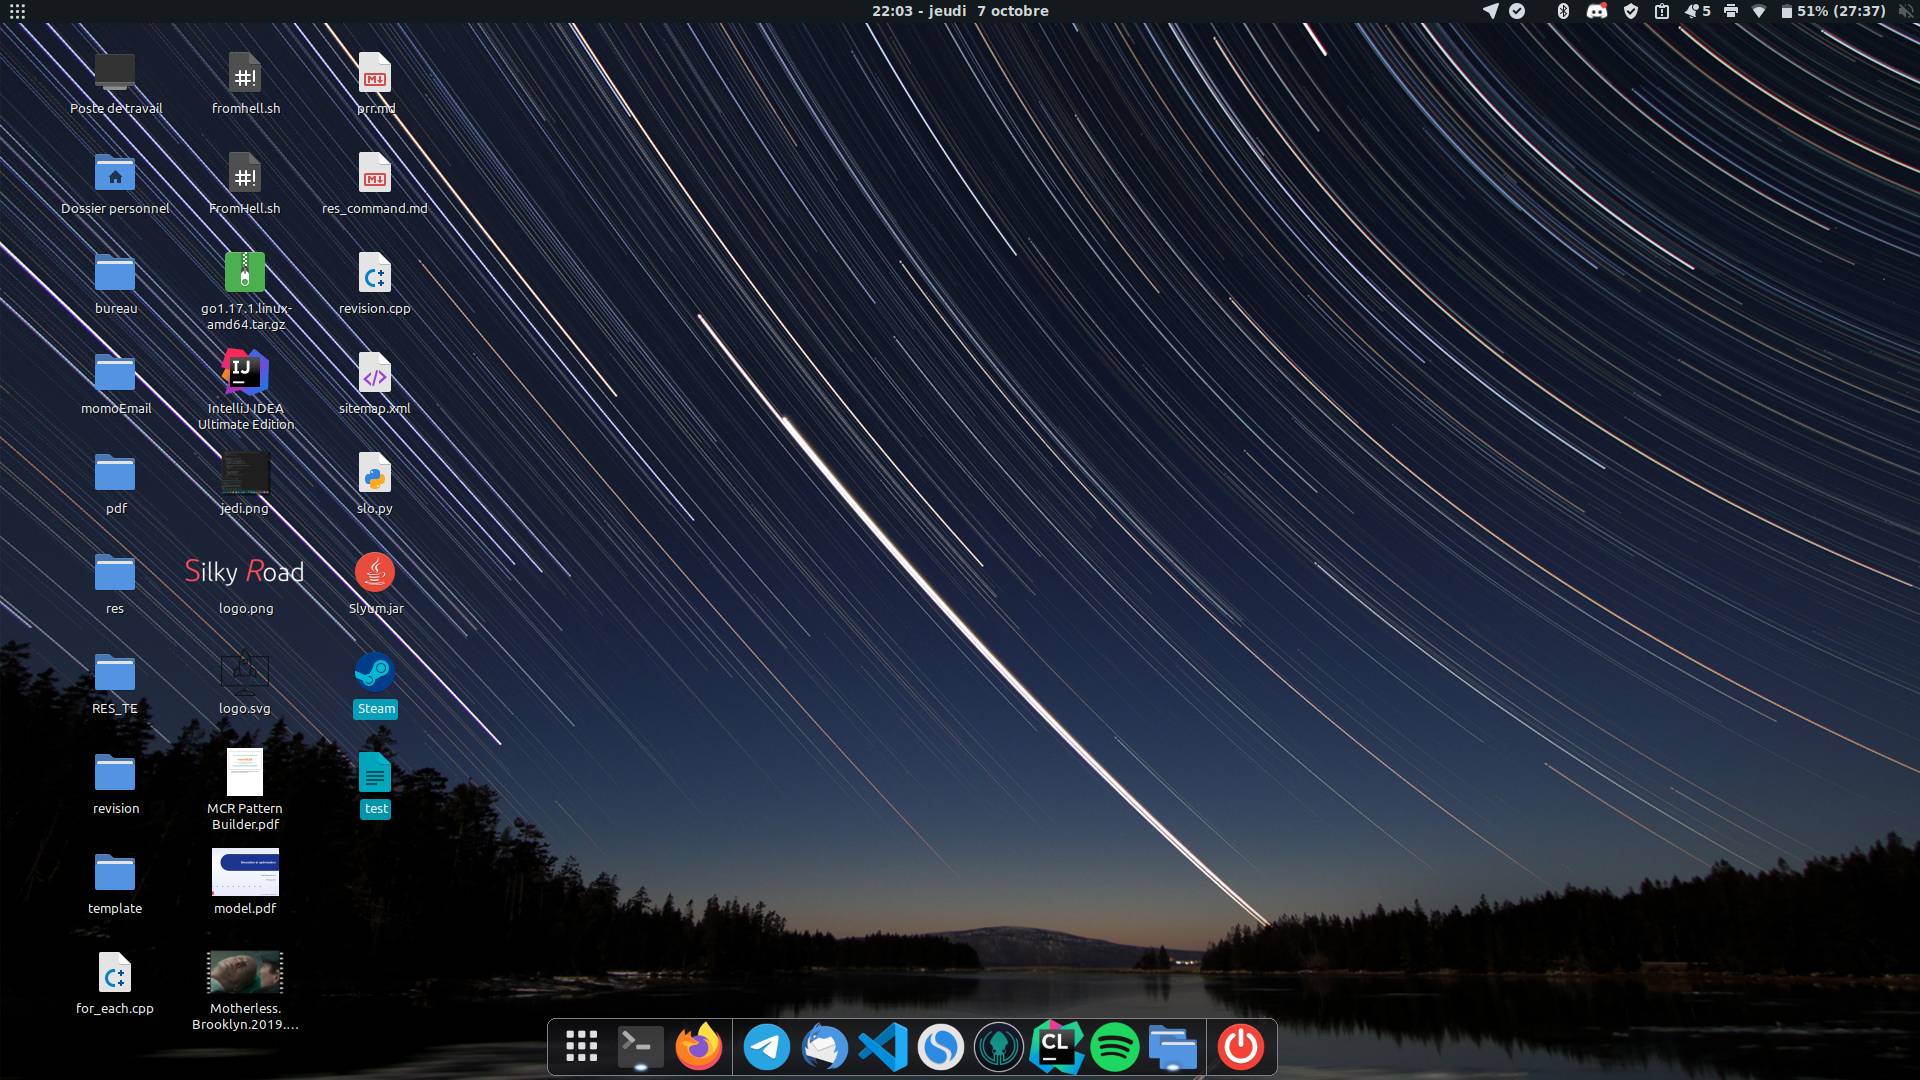 22:03 - jeudi 7 octobre
5
51% (27:37)
Poste de travail
fromhell.sh
prr.md
Dossier personnel
FromHell.sh
res_command.md
bureau
go1.17.1.linux-
amd64.tar.gz
revision.cpp
momoEmail
IJ
IntelliJ IDEA
Ultimate Edition
sitemap.xml
pdf
jedi.png
slo.py
res
Silky Road
logo.png
Slyum.jar
RES_TE
logo.svg
Steam
revision
MCR Pattern
Builder.pdf
test
template
model.pdf
for_each.cpp
Motherless.
Brooklyn.2019....
CL